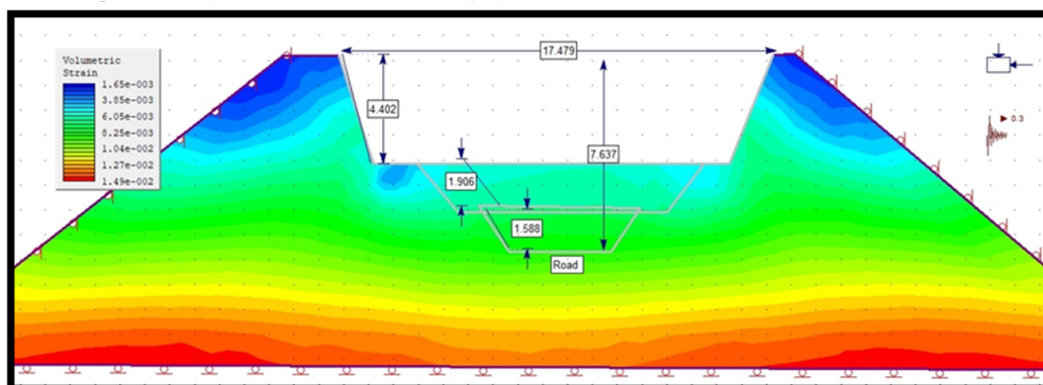 Volumetric
Strain
1.65e-003
3.85e-003
6.05e-003
8.25e-003
1.04e-002
1.27e-002
1.49e-002
17.479
4.402
7.637
1.906
1.588
Road
0.3